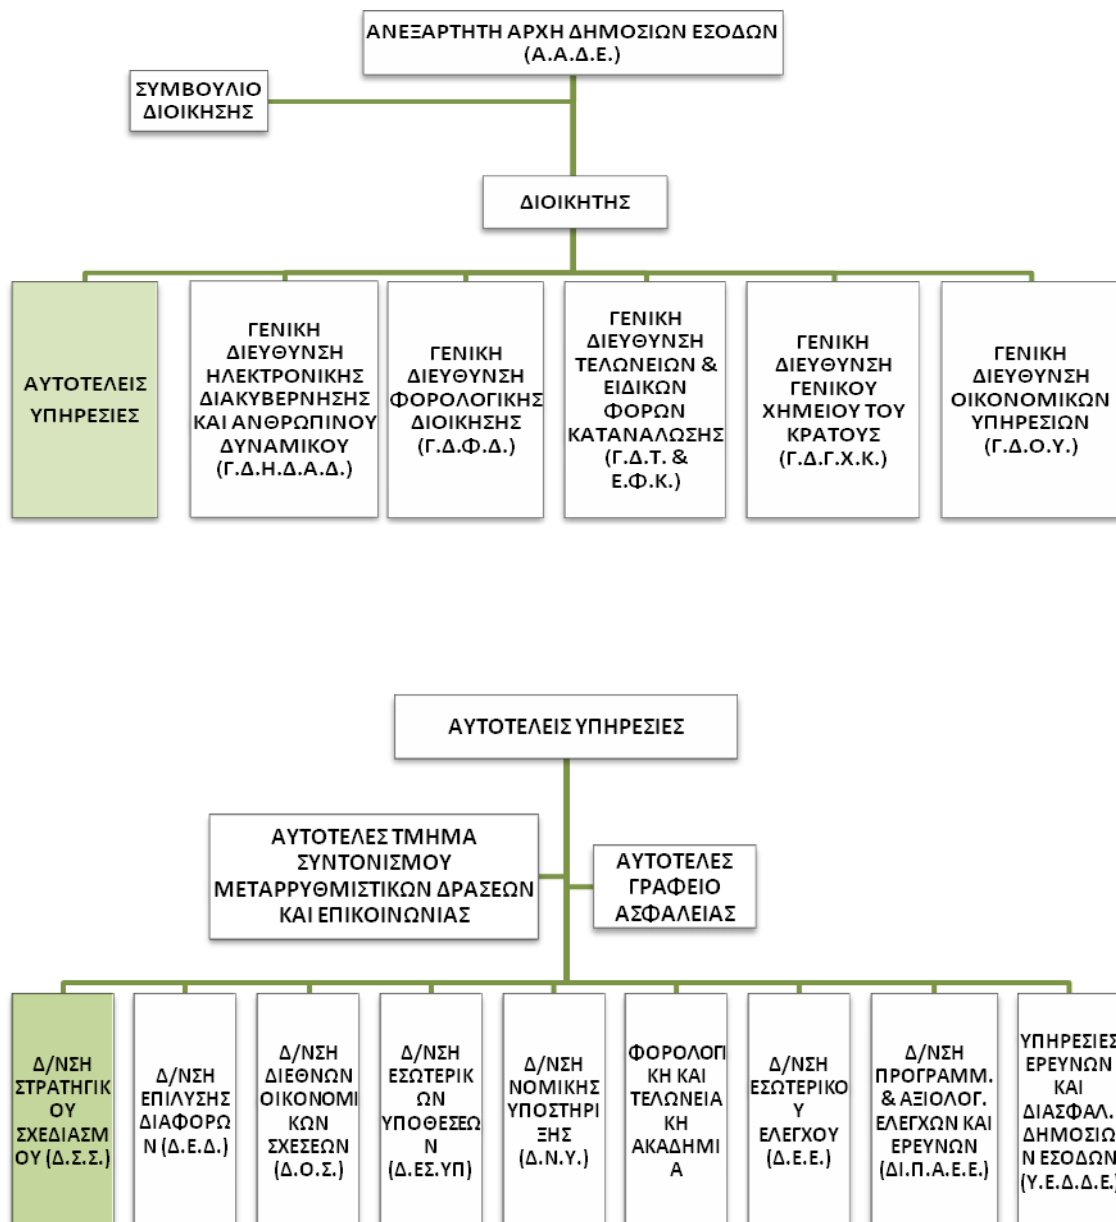 ΑΝΕΞΑΡΤΗΤΗ ΑΡΧΗ ΔΗΜΟΣΙΩΝ ΕΣΟΔΩΝ
(Α.Α.Δ.Ε.)
ΣΥΜΒΟΥΛΙΟ
ΔΙΟΙΚΗΣΗΣ
ΔΙΟΙΚΗΤΗΣ
ΑΥΤΟΤΕΛΕΙΣ
ΥΠΗΡΕΣΙΕΣ
ΓΕΝΙΚΗ
ΔΙΕΥΘΥΝΣΗ
ΗΛΕΚΤΡΟΝΙΚΗΣ
ΔΙΑΚΥΒΕΡΝΗΣΗΣ
ΚΑΙ ΑΝΘΡΩΠΙΝΟΥ
ΔΥΝΑΜΙΚΟΥ
(Γ.Δ.Η.Δ.Α.Δ.)
ΓΕΝΙΚΗ
ΔΙΕΥΘΥΝΣΗ
ΦΟΡΟΛΟΓΙΚΗΣ
ΔΙΟΙΚΗΣΗΣ
(Γ.Δ.Φ.Δ.)
ΓΕΝΙΚΗ
ΔΙΕΥΘΥΝΣΗ
ΤΕΛΩΝΕΙΩΝ &
ΕΙΔΙΚΩΝ
ΦΟΡΩΝ
ΚΑΤΑΝΑΛΩΣΗΣ
(Γ.Δ.Τ. &
Ε.Φ.Κ.)
ΓΕΝΙΚΗ
ΔΙΕΥΘΥΝΣΗ
ΓΕΝΙΚΟΥ
ΧΗΜΕΙΟΥ ΤΟΥ
ΚΡΑΤΟΥΣ
(Γ.Δ.Γ.Χ.Κ.)
ΓΕΝΙΚΗ
ΔΙΕΥΘΥΝΣΗ
ΟΙΚΟΝΟΜΙΚΩΝ
ΥΠΗΡΕΣΙΩΝ
(Γ.Δ.Ο.Υ.)
ΑΥΤΟΤΕΛΕΙΣ ΥΠΗΡΕΣΙΕΣ
ΑΥΤΟΤΕΛΕΣ ΤΜΗΜΑ
ΣΥΝΤΟΝΙΣΜΟΥ
ΜΕΤΑΡΡΥΘΜΙΣΤΙΚΩΝ ΔΡΑΣΕΩΝ
ΚΑΙ ΕΠΙΚΟΙΝΩΝΙΑΣ
ΑΥΤΟΤΕΛΕΣ
ΓΡΑΦΕΙΟ
ΑΣΦΑΛΕΙΑΣ
Δ/ΝΣΗ
ΣΤΡΑΤΗΓΙΚ
ΟΥ
ΣΧΕΔΙΑΣΜ
ΟΥ (Δ.Σ.Σ.)
Δ/ΝΣΗ
ΕΠΙΛΥΣΗΣ
ΔΙΑΦΟΡΩ
Ν (Δ.Ε.Δ.)
Δ/ΝΣΗ
ΔΙΕΘΝΩΝ
ΟΙΚΟΝΟΜΙ
ΚΩΝ
ΣΧΕΣΕΩΝ
(Δ.Ο.Σ.)
Δ/ΝΣΗ
ΕΣΩΤΕΡΙΚ
ΩΝ
ΥΠΟΘΕΣΕΩ
Ν
(Δ.ΕΣ.ΥΠ)
Δ/ΝΣΗ
ΝΟΜΙΚΗΣ
ΥΠΟΣΤΗΡΙ
ΞΗΣ
(Δ.Ν.Υ.)
ΦΟΡΟΛΟΓΙ
ΚΗ ΚΑΙ
ΤΕΛΩΝΕΙΑ
ΚΗ
ΑΚΑΔΗΜΙ
Α
Δ/ΝΣΗ
ΕΣΩΤΕΡΙΚΟ
Υ
ΕΛΕΓΧΟΥ
(Δ.Ε.Ε.)
Δ/ΝΣΗ
ΠΡΟΓΡΑΜΜ.
& ΑΞΙΟΛΟΓ.
ΕΛΕΓΧΩΝ ΚΑΙ
ΕΡΕΥΝΩΝ
(ΔΙ.Π.Α.Ε.Ε.)
ΥΠΗΡΕΣΙΕΣ
ΕΡΕΥΝΩΝ
ΚΑΙ
ΔΙΑΣΦΑΛ.
ΔΗΜΟΣΙΩ
Ν ΕΣΟΔΩΝ
(Υ.Ε.Δ.Δ.Ε.)